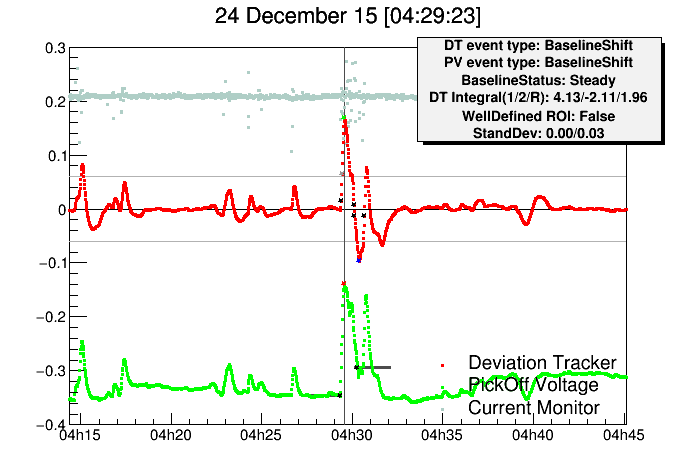 24 December 15 [04:29:23]
DT event type: BaselineShift
PV event type: BaselineShift
BaselineStatus: Steady
DT Integral(1/2/R): 4.13/-2.11/1.96
WellDefined ROI: False
StandDev: 0.00/0.03
0.3
0.2
0.1
0
−0.1
−0.2
−0.3
−0.4
Deviation Tracker
PickOff Voltage
Current Monitor
04h15 04h20 04h25 04h30 04h35 04h40 04h45